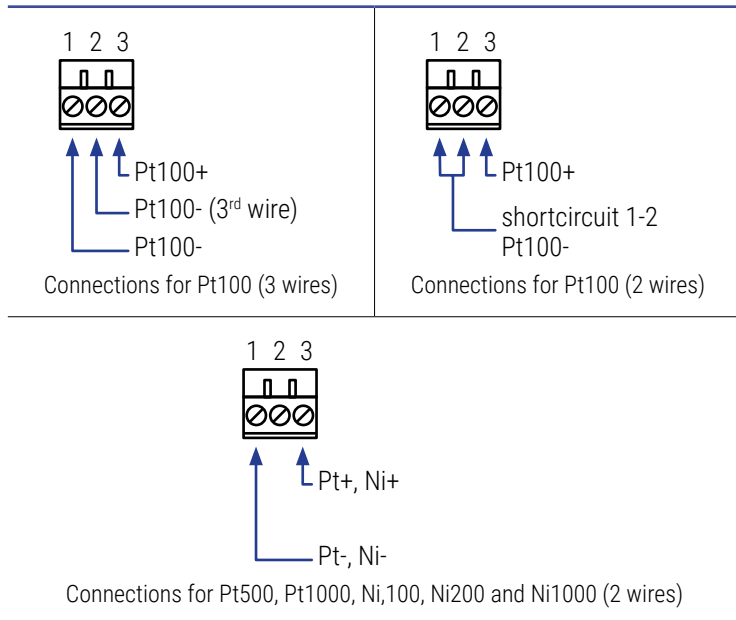 1 2 3
Pt100+
Pt100- (3rd wire)
Pt100-
Connections for Pt100 (3 wires)
1 2 3
Pt100+
shortcircuit 1-2
Pt100-
Connections for Pt100 (2 wires)
1 2 3
Pt+, Ni+
Pt-, Ni-
Connections for Pt500, Pt1000, Ni,100, Ni200 and Ni1000 (2 wires)